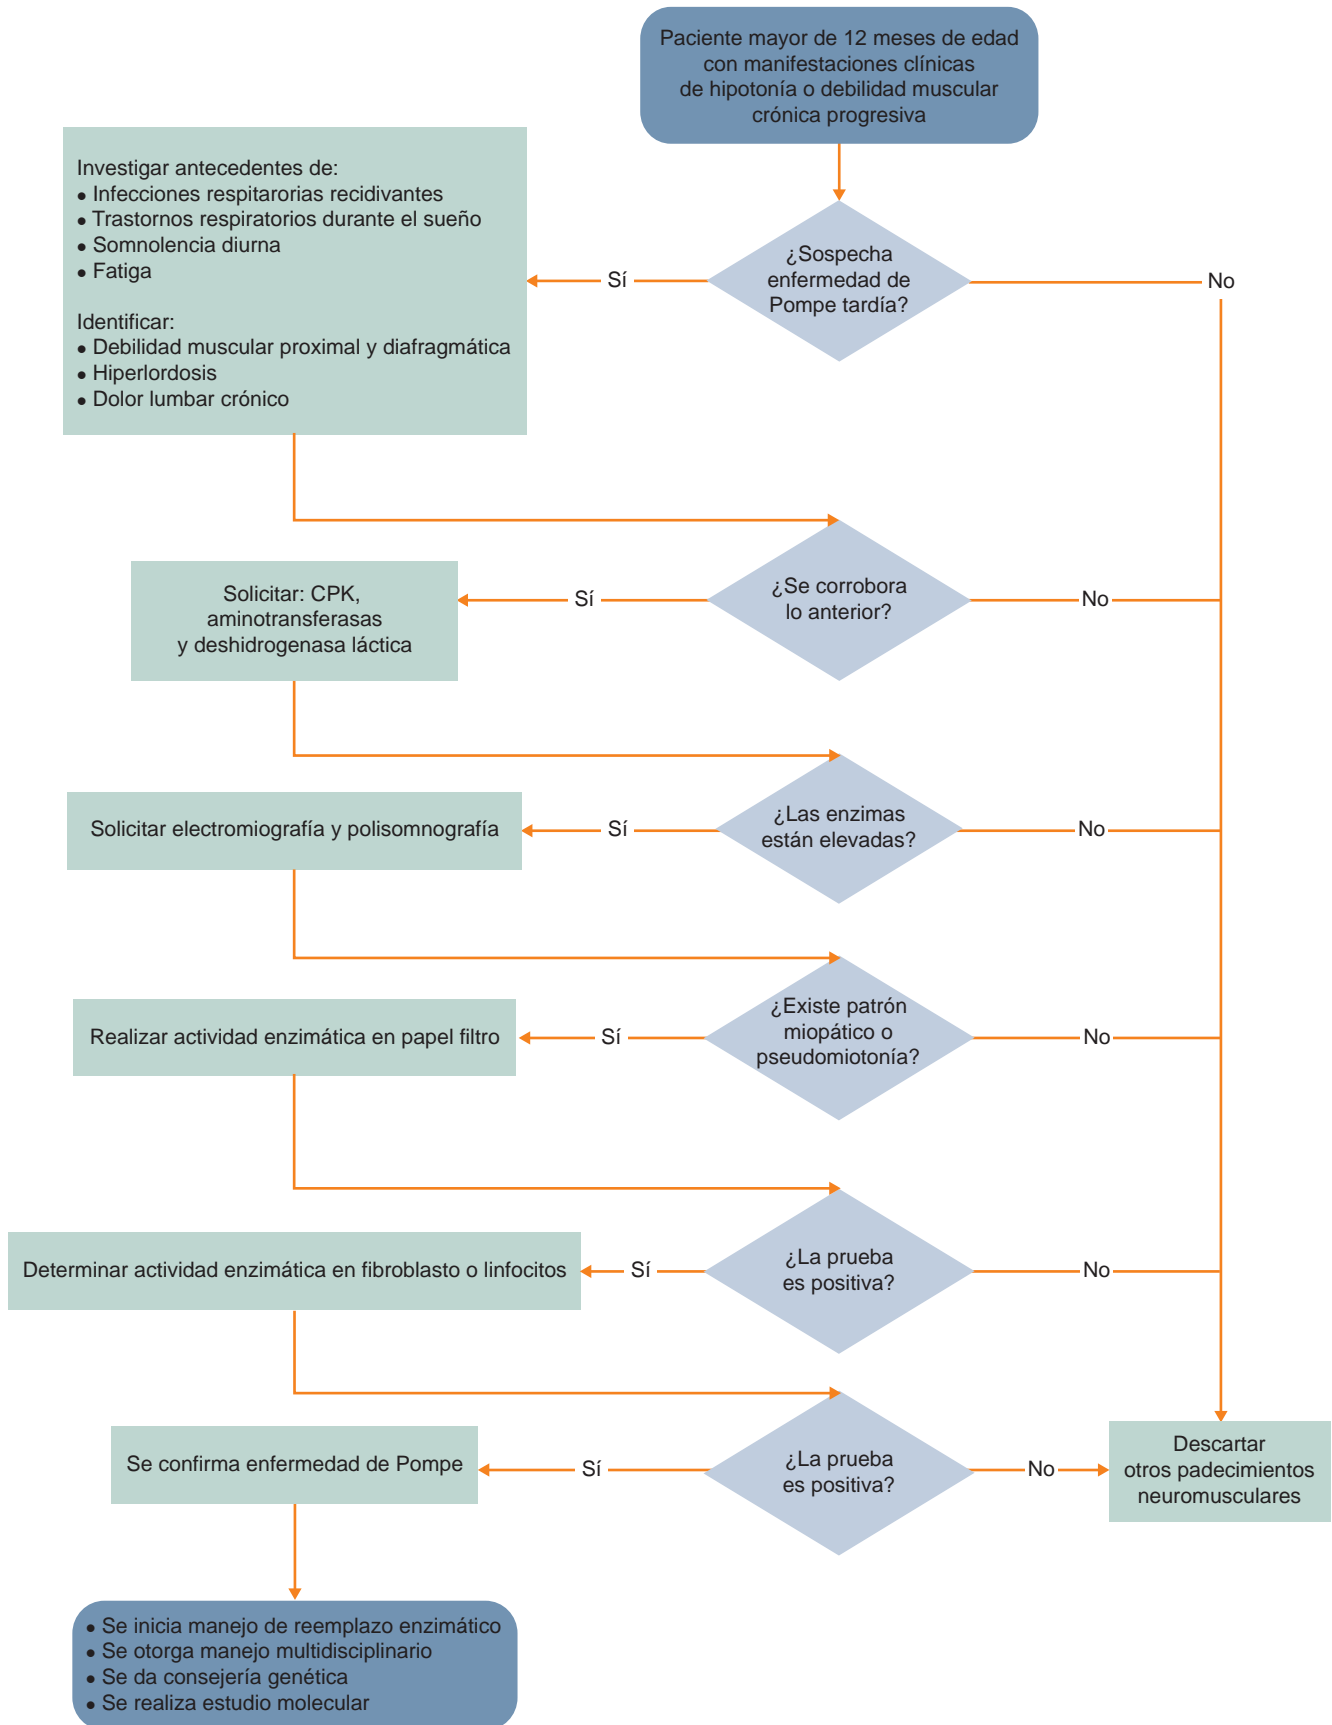 Paciente mayor de 12 meses de edad
con manifestaciones clínicas
de hipotonía o debilidad muscular
crónica progresiva
¿Sospecha
enfermedad de
Pompe tardía?
Sí
No
Investigar antecedentes de:
● Infecciones respitarorias recidivantes
● Trastornos respiratorios durante el sueño
● Somnolencia diurna
● Fatiga
Identificar:
● Debilidad muscular proximal y diafragmática
● Hiperlordosis
● Dolor lumbar crónico
¿Se corrobora
lo anterior?
Sí
No
Solicitar: CPK,
aminotransferasas
y deshidrogenasa láctica
¿Las enzimas
están elevadas?
Sí
No
Solicitar electromiografía y polisomnografía
¿Existe patrón
miopático o
pseudomiotonía?
Sí
No
Realizar actividad enzimática en papel filtro
¿La prueba
es positiva?
Sí
No
Determinar actividad enzimática en fibroblasto o linfocitos
¿La prueba
es positiva?
Sí
No
Se confirma enfermedad de Pompe
Descartar
otros padecimientos
neuromusculares
● Se inicia manejo de reemplazo enzimático
● Se otorga manejo multidisciplinario
● Se da consejería genética
● Se realiza estudio molecular